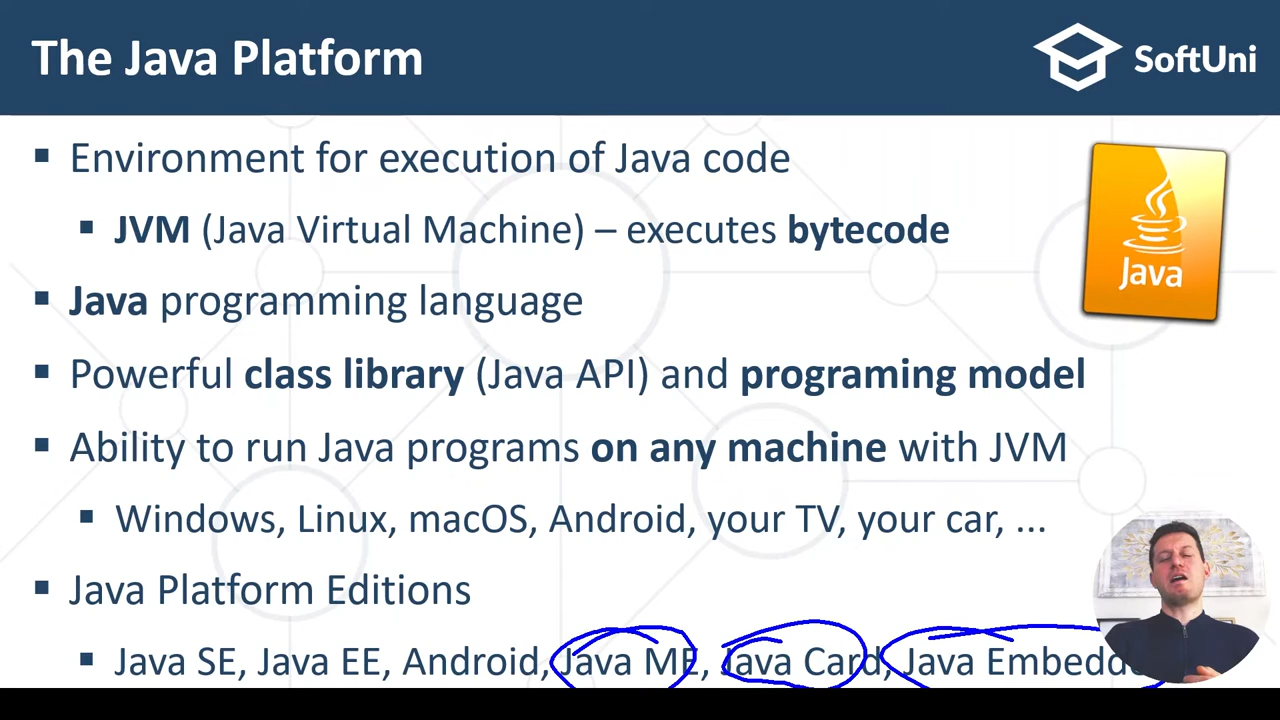 The Java Platform
SoftUni
▪ Environment for execution of Java code
▪ JVM (Java Virtual Machine) – executes bytecode
Java
▪ Java programming language
▪ Powerful class library (Java API) and programing model
▪ Ability to run Java programs on any machine with JVM
▪ Windows, Linux, macOS, Android, your TV, your car, ...
▪ Java Platform Editions
▪ Java SE, Java EE, Android, Java ME, Java Card, Java